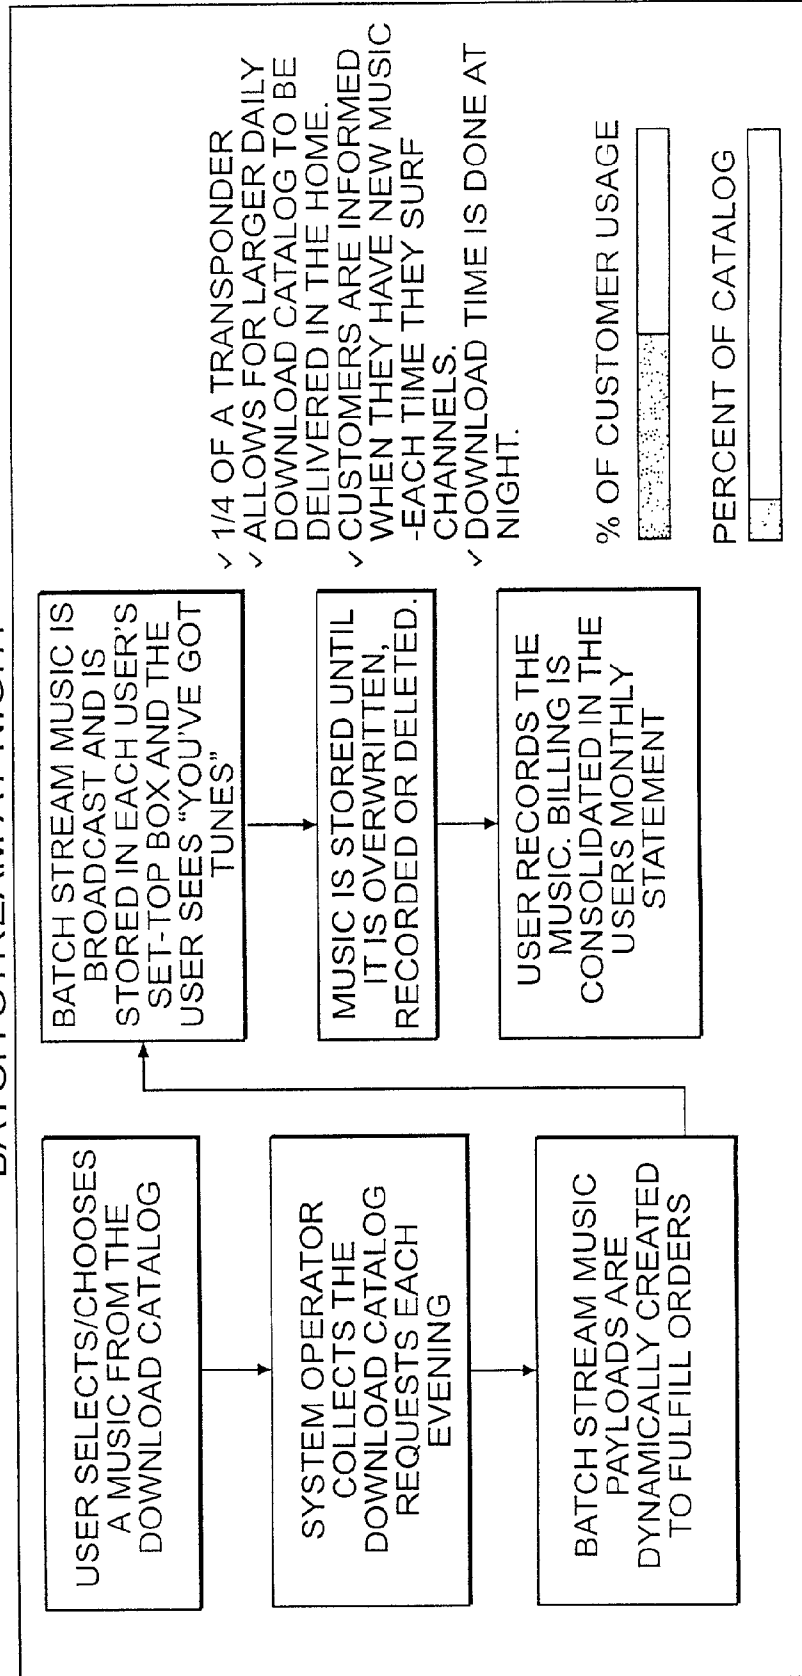 USER SELECTS/CHOOSES
A MUSIC FROM THE
DOWNLOAD CATALOG
SYSTEM OPERATOR
COLLECTS THE
DOWNLOAD CATALOG
REQUESTS EACH
EVENING
BATCH STREAM MUSIC
PAYLOADS ARE
DYNAMICALLY CREATED
TO FULFILL ORDERS
BATCH STREAM MUSIC IS
BROADCAST AND IS
STORED IN EACH USER'S
SET-TOP BOX AND THE
USER SEES "YOU'VE GOT
TUNES"
MUSIC IS STORED UNTIL
IT IS OVERWRITTEN,
RECORDED OR DELETED.
USER RECORDS THE
MUSIC. BILLING IS
CONSOLIDATED IN THE
USERS MONTHLY
STATEMENT
✓ 1/4 OF A TRANSPONDER
✓ ALLOWS FOR LARGER DAILY
DOWNLOAD CATALOG TO BE
DELIVERED IN THE HOME.
✓ CUSTOMERS ARE INFORMED
WHEN THEY HAVE NEW MUSIC
-EACH TIME THEY SURF
CHANNELS.
✓ DOWNLOAD TIME IS DONE AT
NIGHT.
% OF CUSTOMER USAGE
PERCENT OF CATALOG